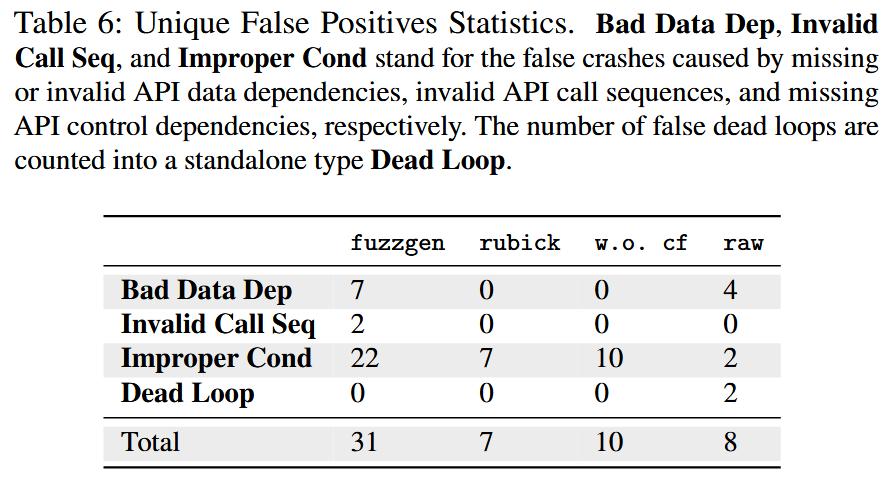 Table 6: Unique False Positives Statistics. Bad Data Dep, Invalid
Call Seq, and Improper Cond stand for the false crashes caused by missing
or invalid API data dependencies, invalid API call sequences, and missing
API control dependencies, respectively. The number of false dead loops are
counted into a standalone type Dead Loop.
fuzzgen rubick w.o. cf raw
Bad Data Dep 7 0 0 4
Invalid Call Seq 2 0 0 0
Improper Cond 22 7 10 2
Dead Loop 0 0 0 2
Total 31 7 10 8